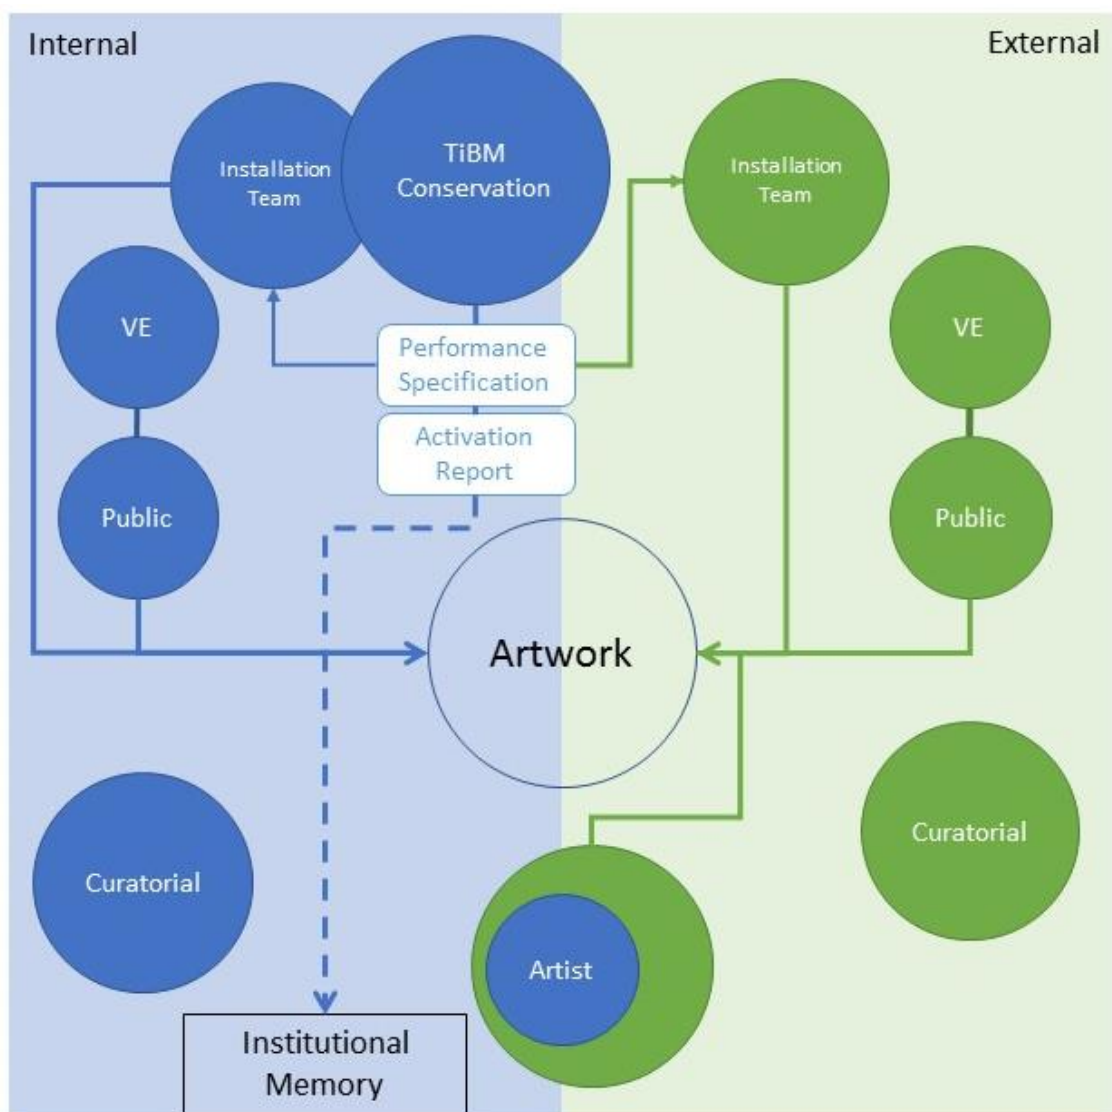 Internal
External
TiBM
Conservation
Installation
Team
Installation
Team
VE
VE
Performance
Specification
Activation
Report
Public
Public
Artwork
Curatorial
Curatorial
Artist
Institutional
Memory